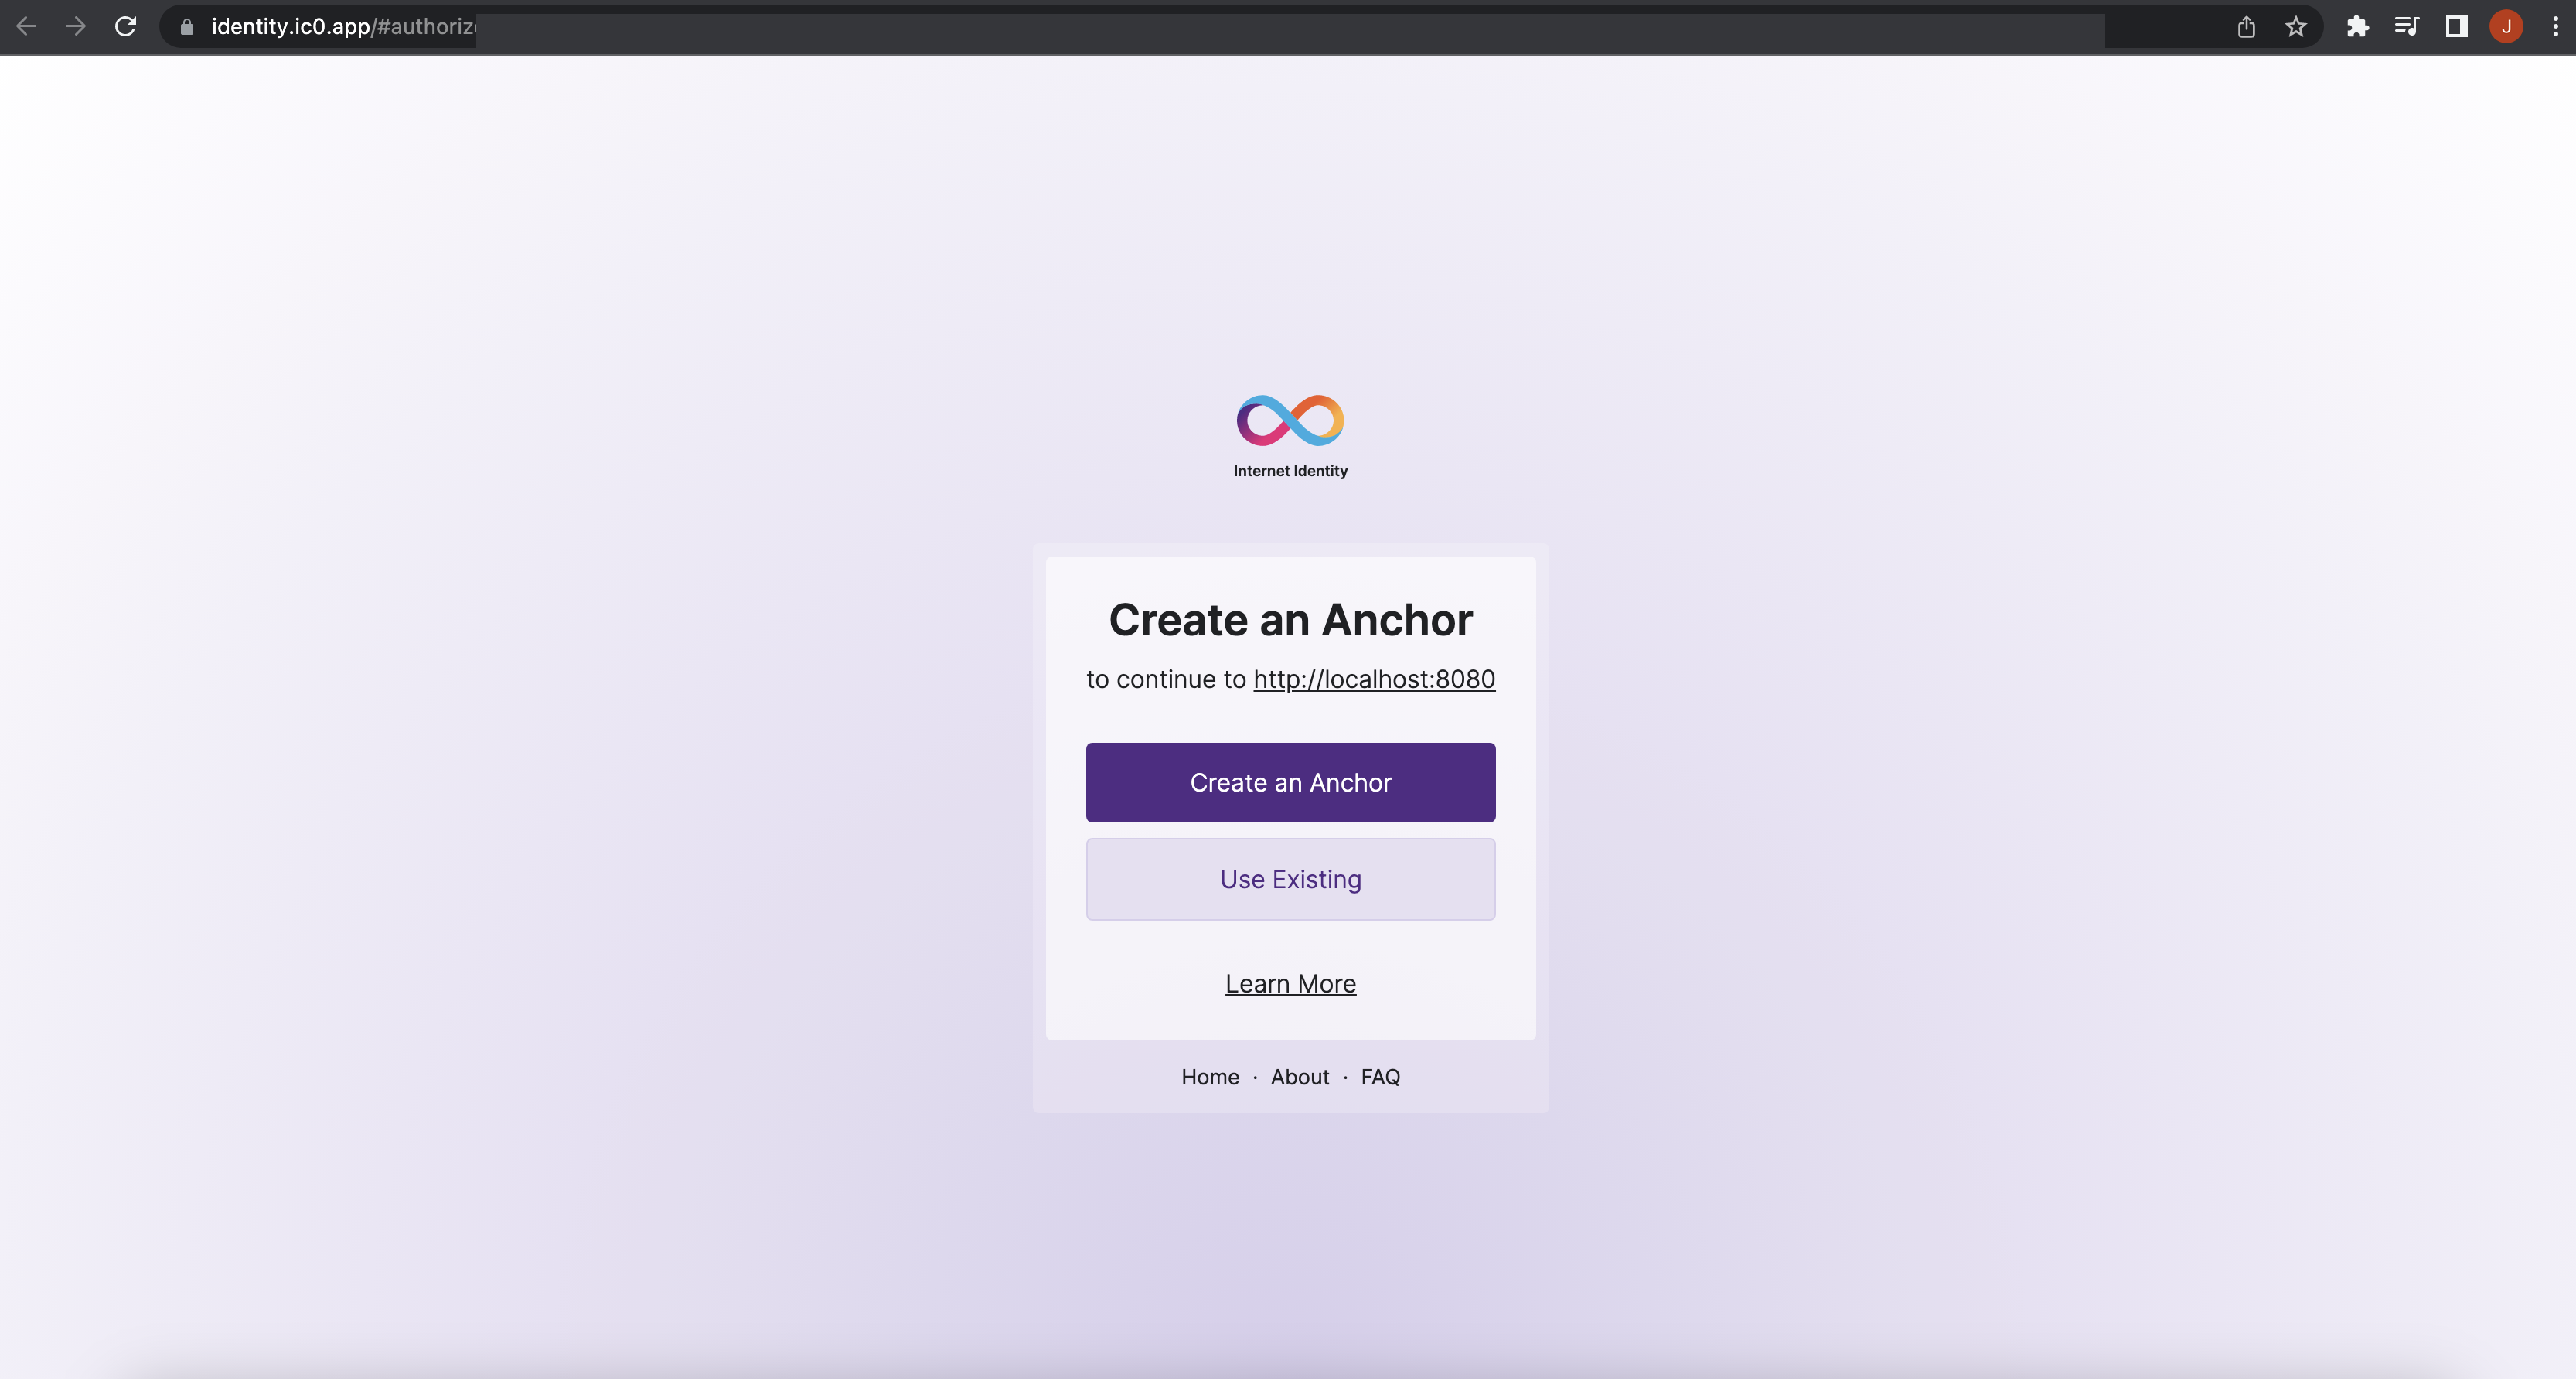 identity.ic0.app/#authoriz
J
Internet Identity
Create an Anchor
to continue to http://localhost:8080
Create an Anchor
Use Existing
Learn More
Home · About · FAQ